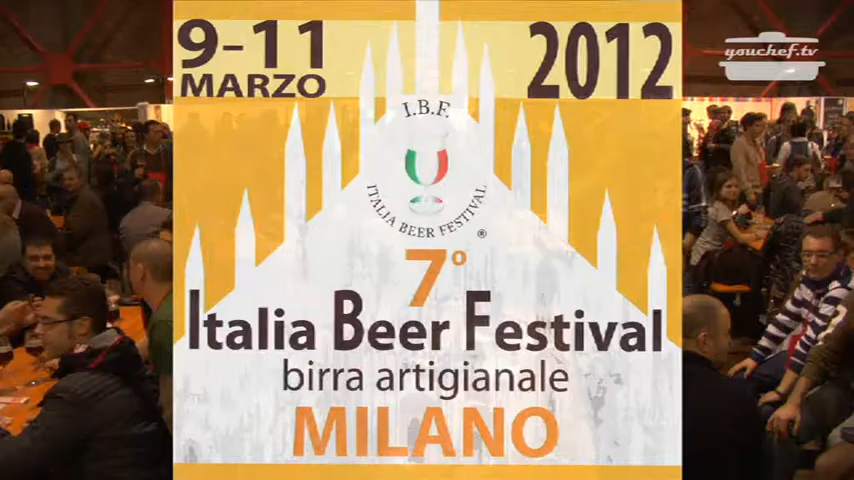 9-11
MARZO
2012
youchef.tv
I.B.F.
ITALIA BEER FESTIVAL ®
7°
Italia Beer Festival
birra artigianale
MILANO